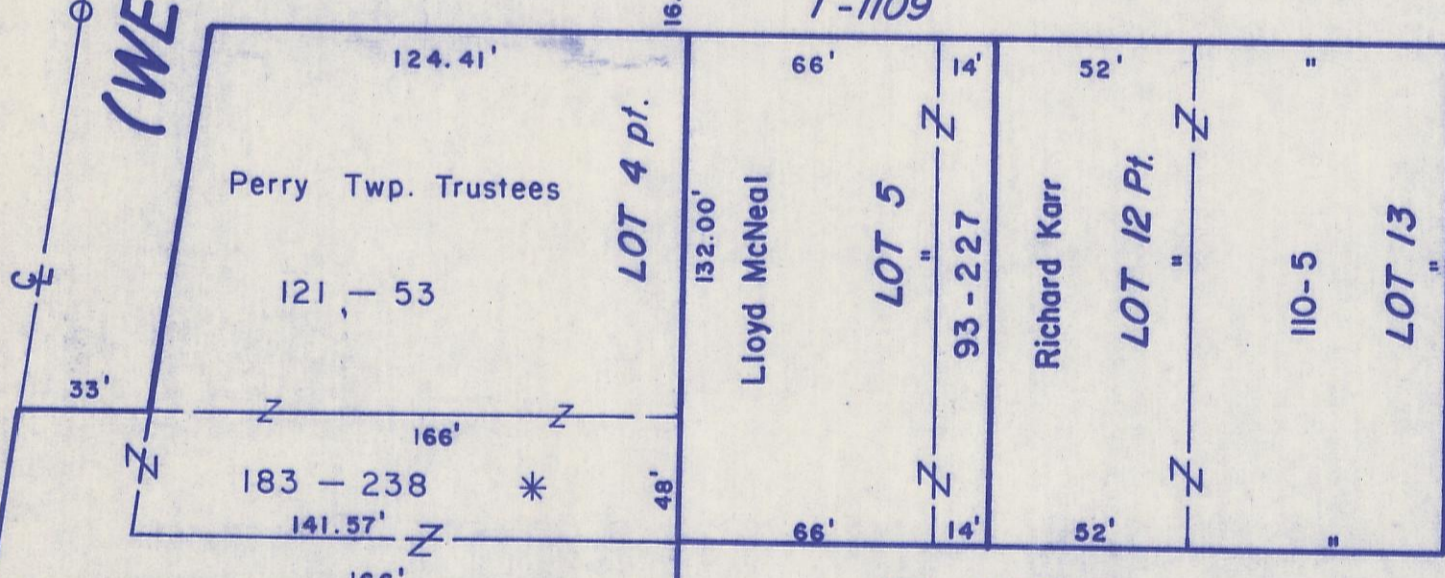 (WE
16.
T-1109
124.41'
66'
14'
52'
"
Perry Twp. Trustees
LOT 4 pt.
121 - 53
132.00'
Lloyd McNeal
LOT 5
"
93-227
Richard Karr
LOT 12 Pt.
"
110-5
LOT 13
"
℄
33'
Z
Z
Z
Z
166'
Z
183 - 238 *
48'
141.57'
Z
Z
Z
66'
14'
52'
"